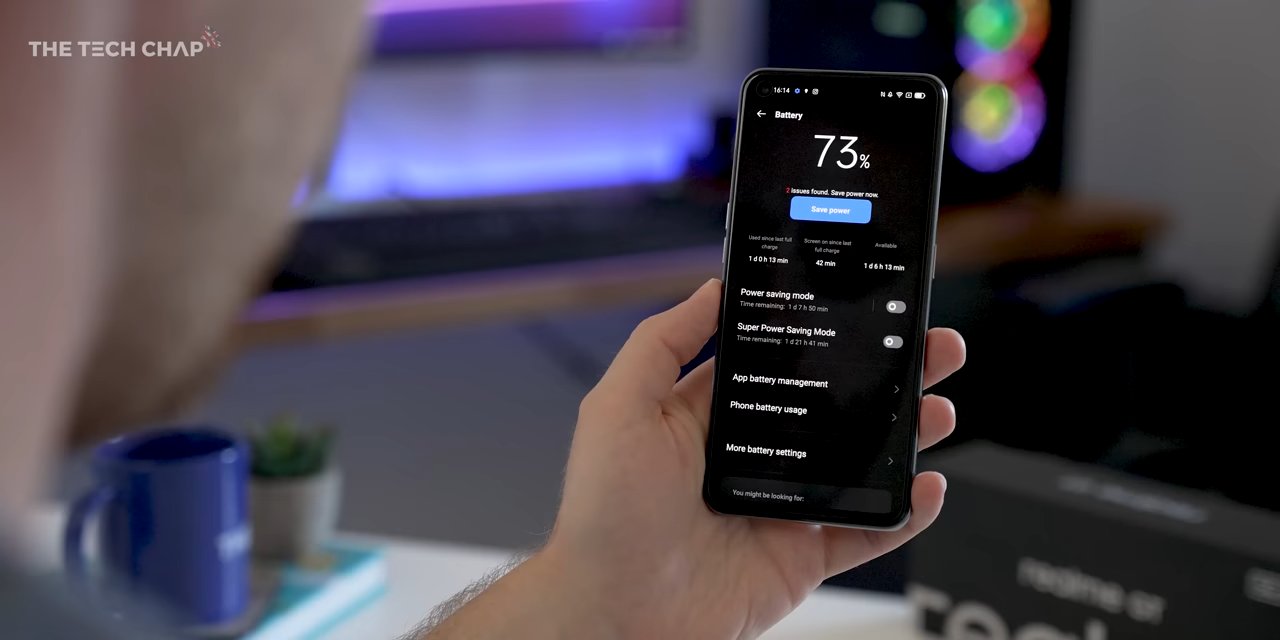 THE TECH CHAP
16:14
Battery
73%
2 issues found. Save power now.
Save power
Used since last full charge
1 d 0 h 13 min
Screen on since last full charge
42 min
Available
1 d 6 h 13 min
Power saving mode
Time remaining: 1 d 7 h 50 min
Super Power Saving Mode
Time remaining: 1 d 21 h 41 min
App battery management
Phone battery usage
More battery settings
You might be looking for:
realme GT